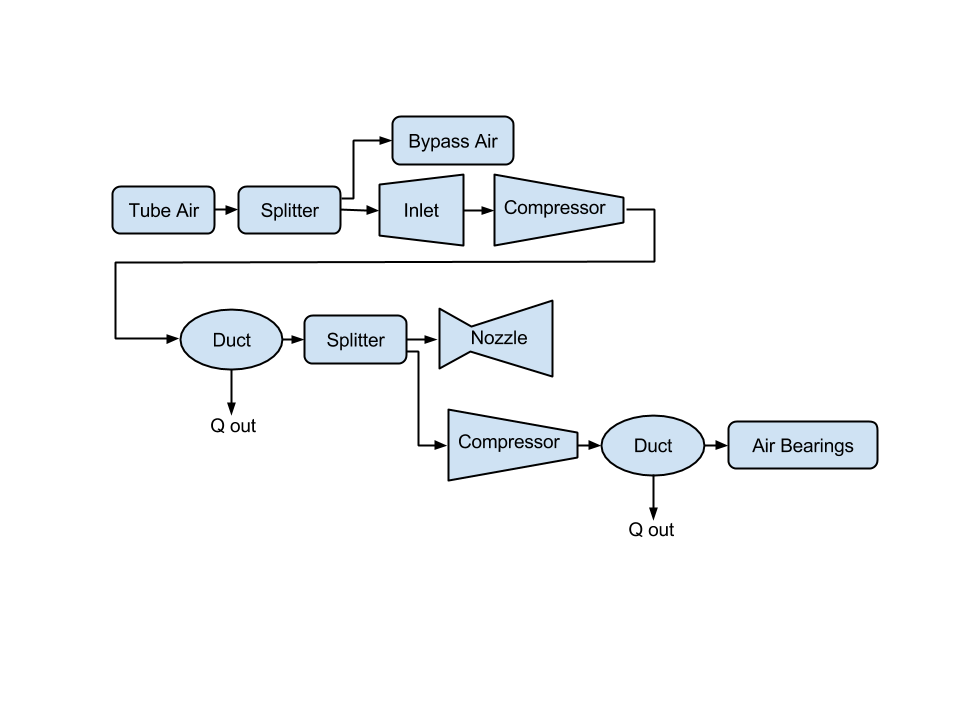 Bypass Air
Tube Air
Splitter
Inlet
Compressor
Duct
Splitter
Nozzle
Q out
Compressor
Duct
Air Bearings
Q out